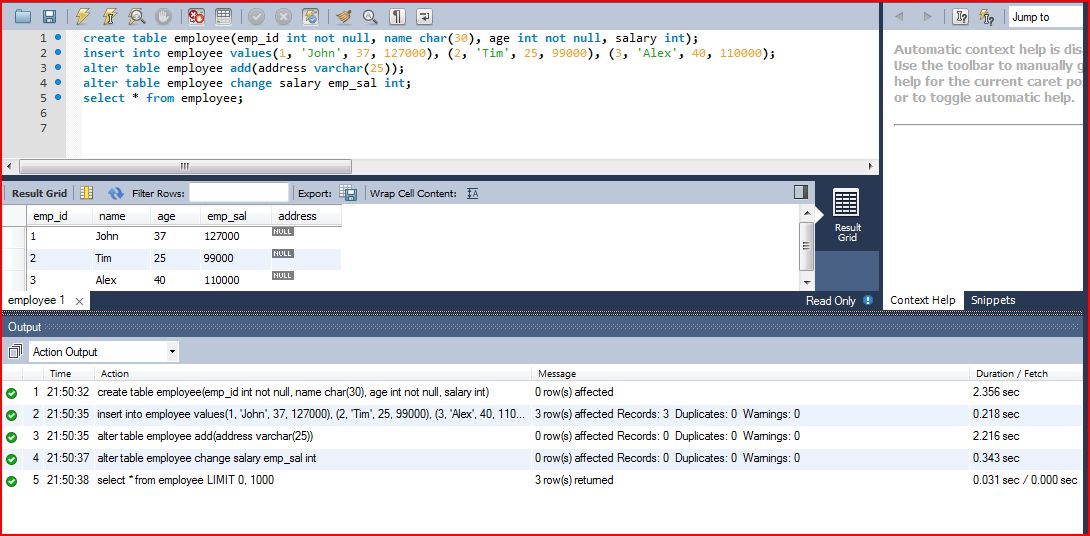 Jump to
1 create table employee(emp_id int not null, name char(30), age int not null, salary int);
2 insert into employee values(1, 'John', 37, 127000), (2, 'Tim', 25, 99000), (3, 'Alex', 40, 110000);
3 alter table employee add(address varchar(25));
4 alter table employee change salary emp_sal int;
5 select * from employee;
6
7
Automatic context help is disa
Use the toolbar to manually g
help for the current caret po
or to toggle automatic help.
Result Grid Filter Rows: Export: Wrap Cell Content: IA
emp_id name age emp_sal address
1 John 37 127000 NULL
2 Tim 25 99000 NULL
3 Alex 40 110000 NULL
Result
Grid
employee 1 Read Only Context Help Snippets
Output
Action Output
Time Action Message Duration / Fetch
1 21:50:32 create table employee(emp_id int not null, name char(30), age int not null, salary int) 0 row(s) affected 2.356 sec
2 21:50:35 insert into employee values(1, 'John', 37, 127000), (2, 'Tim', 25, 99000), (3, 'Alex', 40, 110... 3 row(s) affected Records: 3 Duplicates: 0 Warnings: 0 0.218 sec
3 21:50:35 alter table employee add(address varchar(25)) 0 row(s) affected Records: 0 Duplicates: 0 Warnings: 0 2.216 sec
4 21:50:37 alter table employee change salary emp_sal int 0 row(s) affected Records: 0 Duplicates: 0 Warnings: 0 0.343 sec
5 21:50:38 select * from employee LIMIT 0, 1000 3 row(s) returned 0.031 sec / 0.000 sec